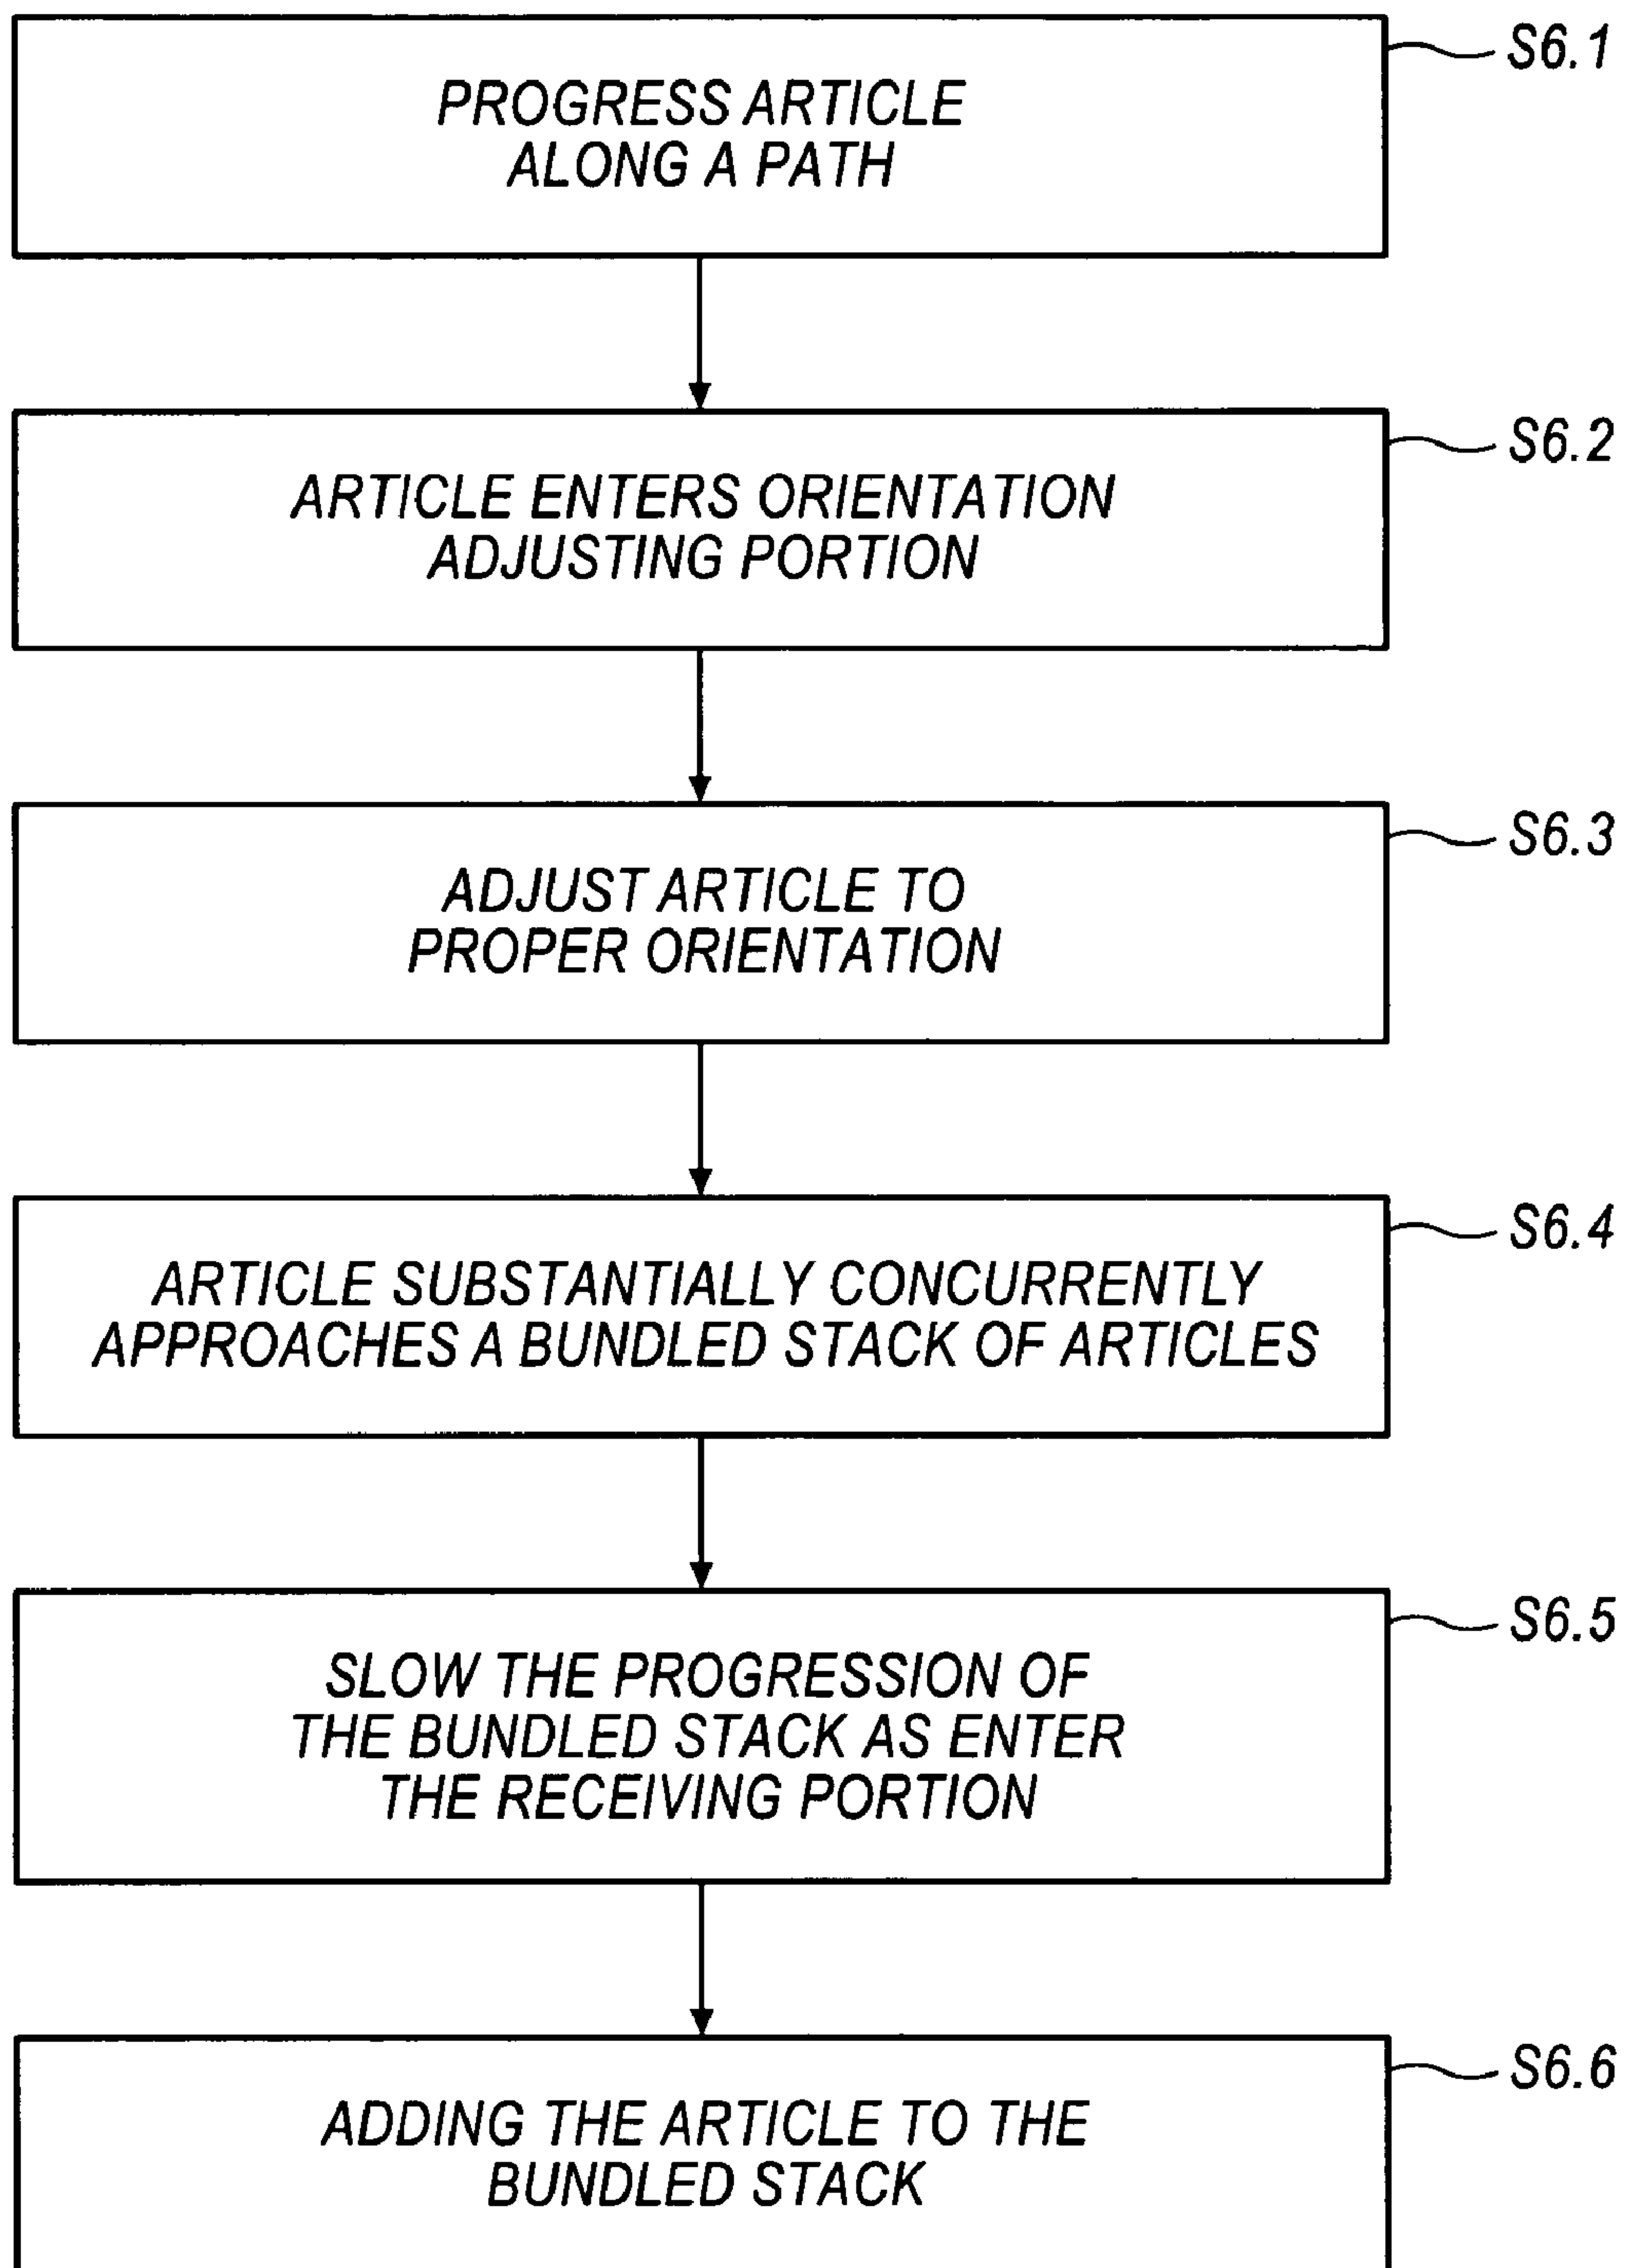 S6.1
PROGRESS ARTICLE
ALONG A PATH
S6.2
ARTICLE ENTERS ORIENTATION
ADJUSTING PORTION
S6.3
ADJUST ARTICLE TO
PROPER ORIENTATION
S6.4
ARTICLE SUBSTANTIALLY CONCURRENTLY
APPROACHES A BUNDLED STACK OF ARTICLES
S6.5
SLOW THE PROGRESSION OF
THE BUNDLED STACK AS ENTER
THE RECEIVING PORTION
S6.6
ADDING THE ARTICLE TO THE
BUNDLED STACK